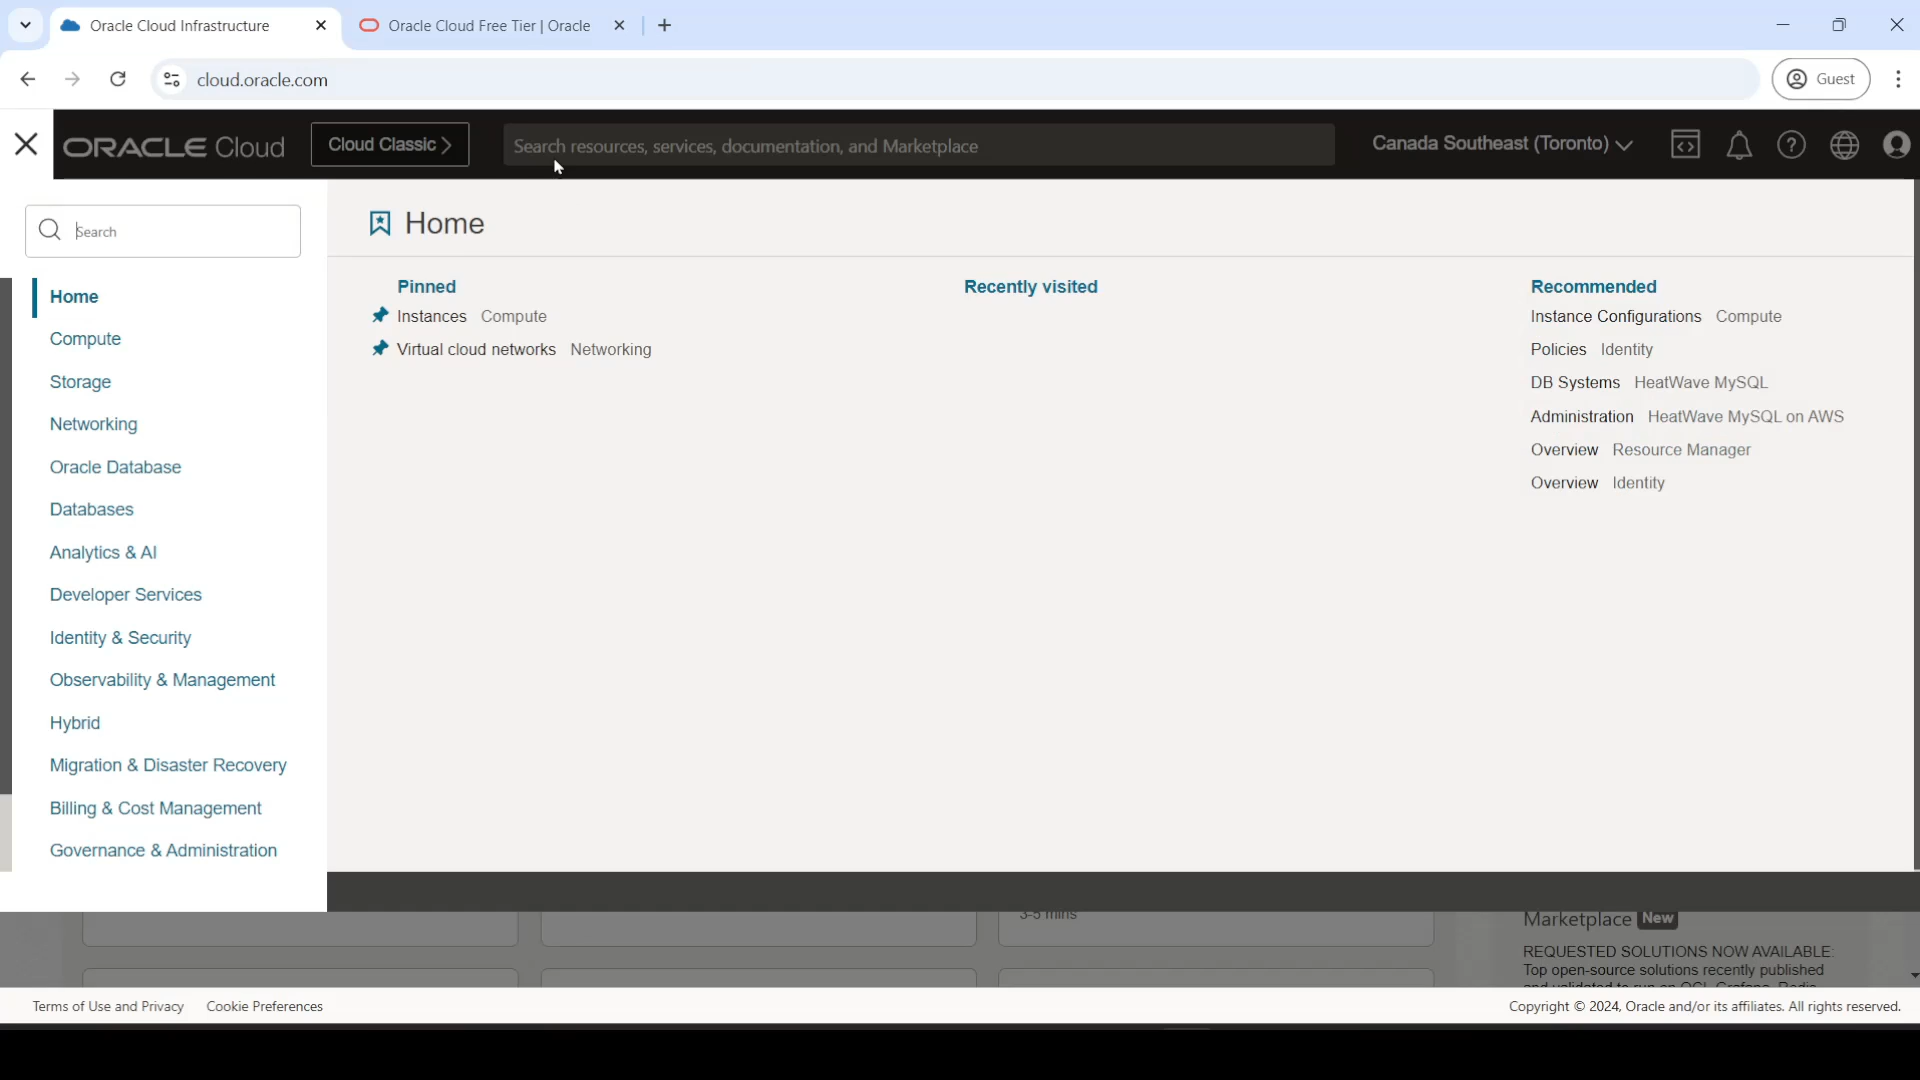 Oracle Cloud Infrastructure
Oracle Cloud Free Tier | Oracle
cloud.oracle.com
Guest
ORACLE Cloud
Cloud Classic
Search resources, services, documentation, and Marketplace
Canada Southeast (Toronto)
Search
Home
Compute
Storage
Networking
Oracle Database
Databases
Analytics & AI
Developer Services
Identity & Security
Observability & Management
Hybrid
Migration & Disaster Recovery
Billing & Cost Management
Governance & Administration
Home
Pinned
Instances Compute
Virtual cloud networks Networking
Recently visited
Recommended
Instance Configurations Compute
Policies Identity
DB Systems HeatWave MySQL
Administration HeatWave MySQL on AWS
Overview Resource Manager
Overview Identity
3-5 mins
Marketplace New
REQUESTED SOLUTIONS NOW AVAILABLE:
Top open-source solutions recently published
Terms of Use and Privacy Cookie Preferences
Copyright © 2024, Oracle and/or its affiliates. All rights reserved.